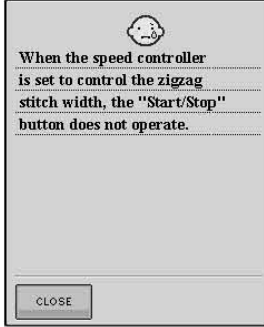 When the speed controller
is set to control the zigzag
stitch width, the "Start/Stop"
button does not operate.
CLOSE